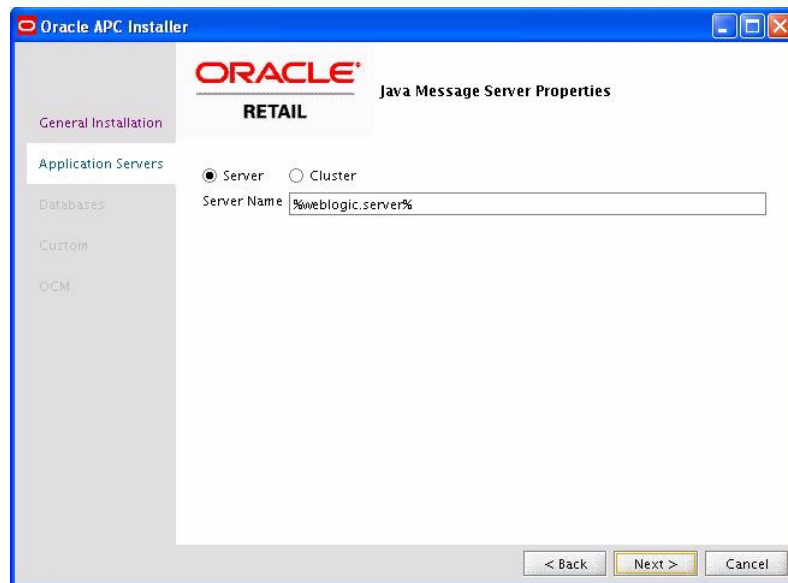 Oracle APC Installer
ORACLE
RETAIL
Java Message Server Properties
General Installation
Application Servers
Databases
Custom
OCM
Server Cluster
Server Name %weblogic.server%
< Back Next > Cancel